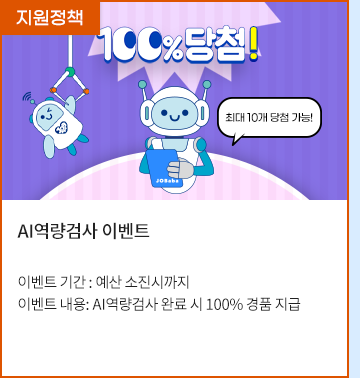 지원정책
100%당첨!
최대 10개 당첨 가능!
JOBaba
AI역량검사 이벤트
이벤트 기간 : 예산 소진시까지
이벤트 내용: AI역량검사 완료 시 100% 경품 지급